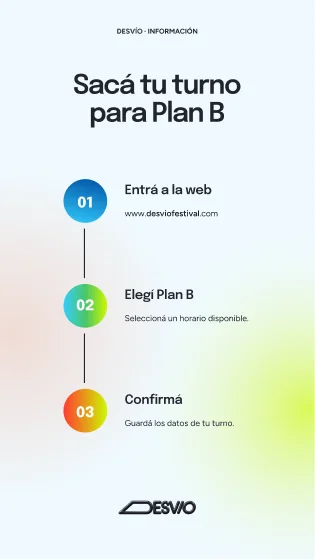 DESVÍO · INFORMACIÓN
Sacá tu turno
para Plan B
01
Entrá a la web
www.desviofestival.com
02
Elegí Plan B
Seleccioná un horario disponible.
03
Confirmá
Guardá los datos de tu turno.
DESVIO